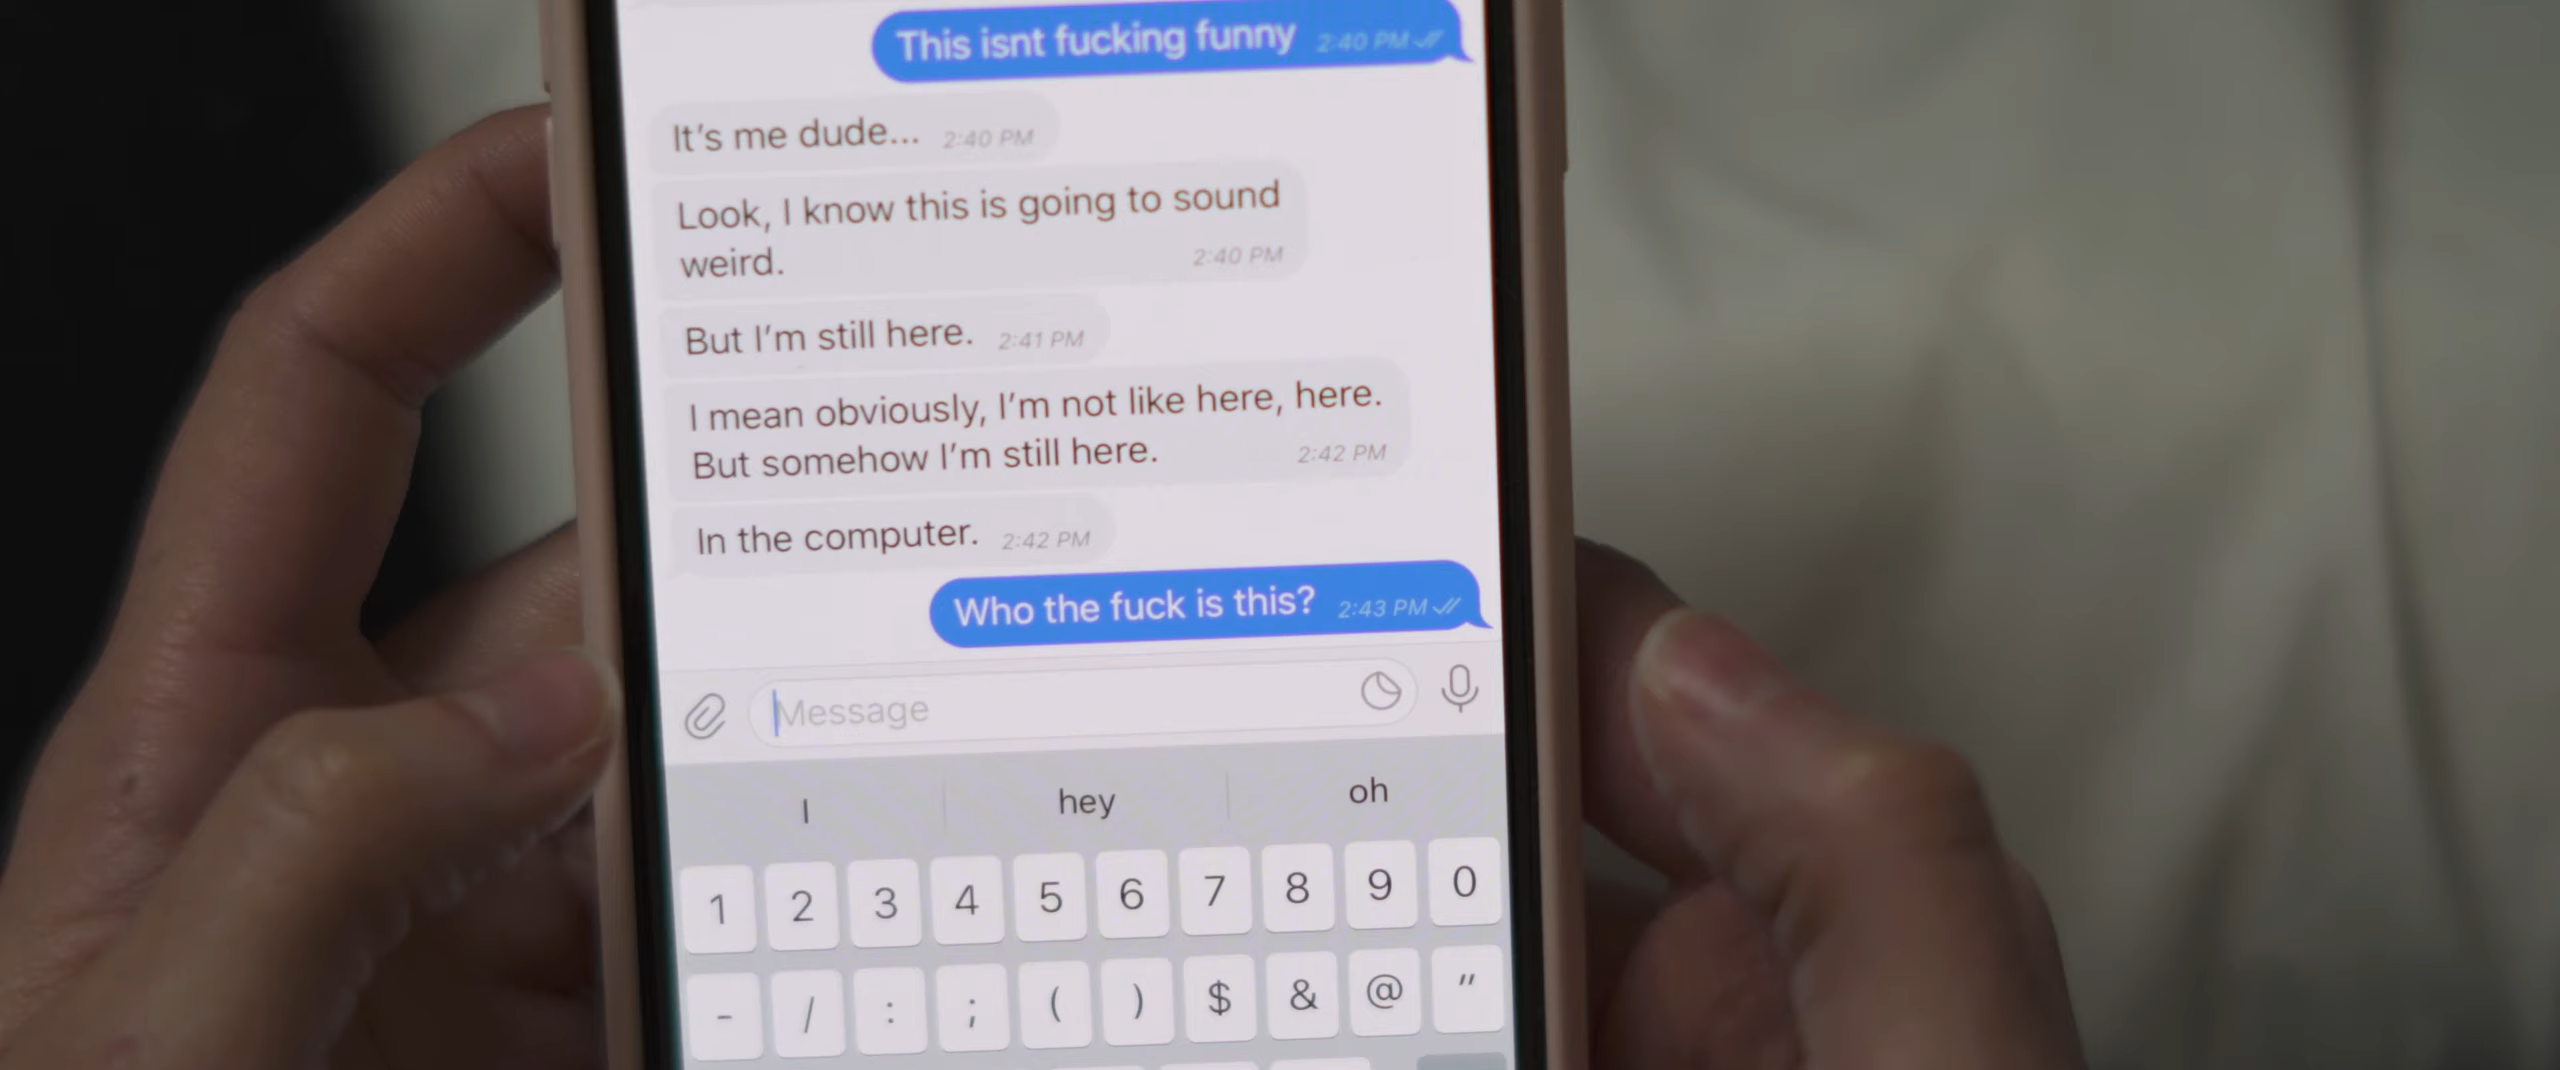 This isnt fucking funny 2:40 PM
It's me dude... 2:40 PM
Look, I know this is going to sound
weird. 2:40 PM
But I'm still here. 2:41 PM
I mean obviously, I'm not like here, here.
But somehow I'm still here. 2:42 PM
In the computer. 2:42 PM
Who the fuck is this? 2:43 PM
Message
I hey oh
1 2 3 4 5 6 7 8 9 0
- / : ; ( ) $ & @ "